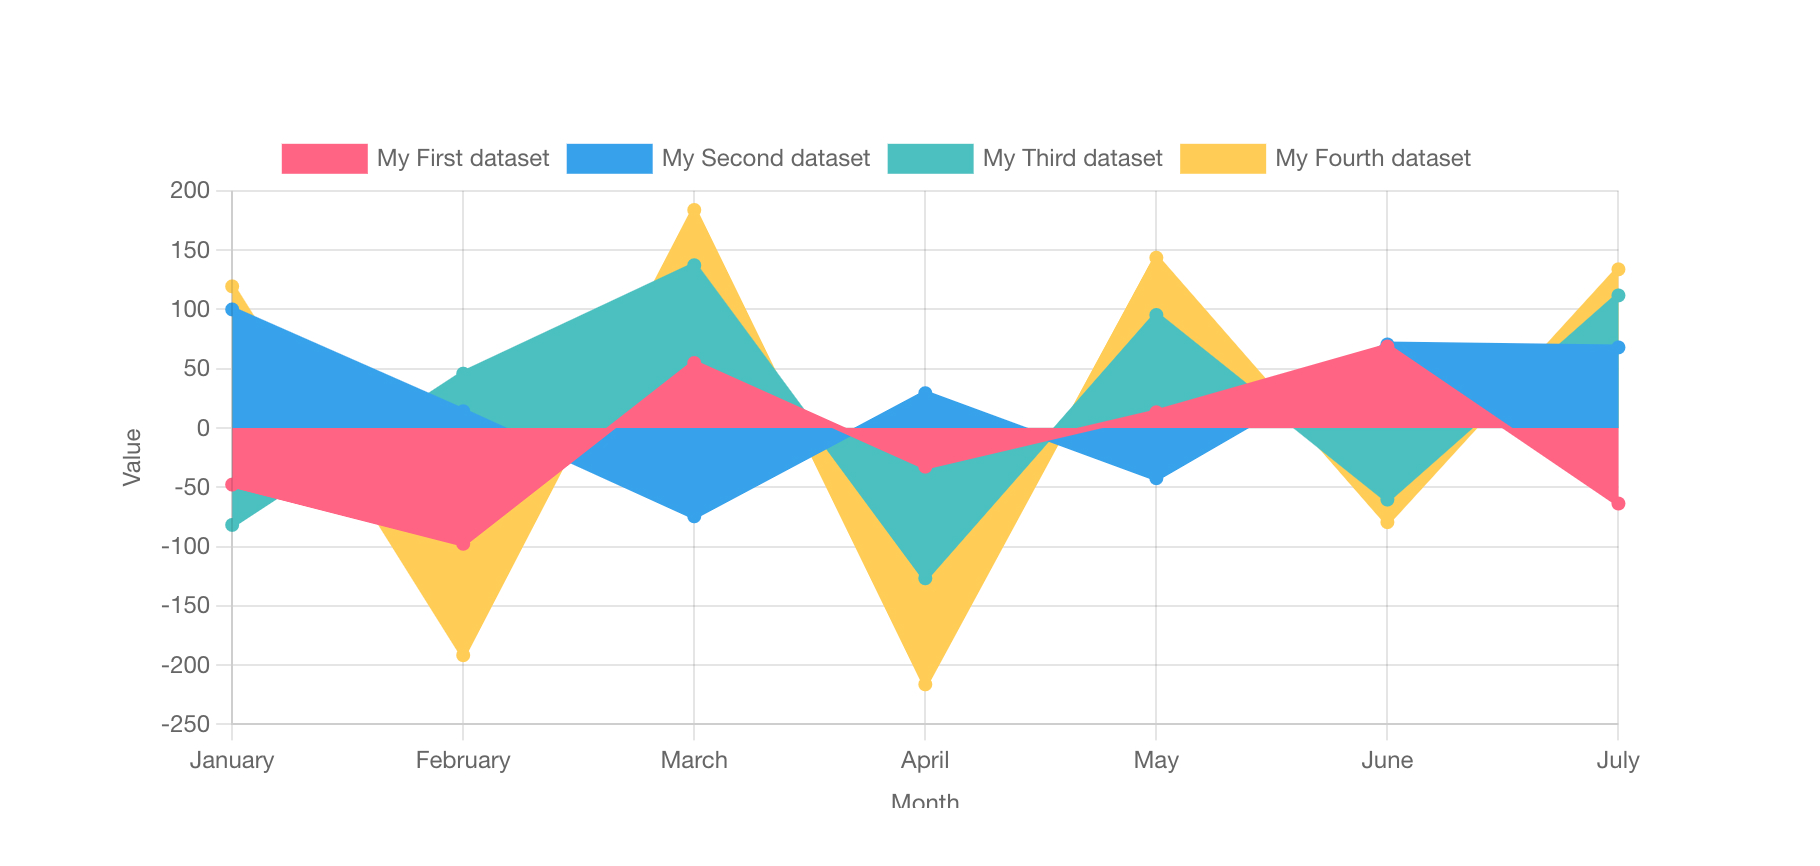 My First dataset My Second dataset My Third dataset My Fourth dataset
200
150
100
50
0
-50
-100
-150
-200
-250
Value
January February March April May June July
Month